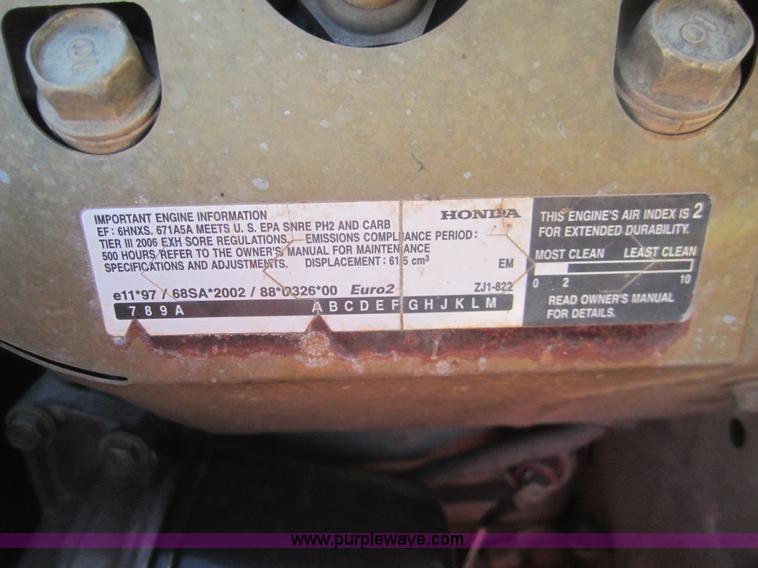 IMPORTANT ENGINE INFORMATION
EF : 6HNXS. 671A5A MEETS U. S. EPA SNRE PH2 AND CARB
TIER III 2006 EXH SORE REGULATIONS. EMISSIONS COMPLIANCE PERIOD:
500 HOURS/REFER TO THE OWNER'S MANUAL FOR MAINTENANCE
SPECIFICATIONS AND ADJUSTMENTS. DISPLACEMENT : 61.5 cm³
HONDA
EM
e11*97 / 68SA*2002 / 88*0326*00 Euro2 ZJ1-822
7 8 9 A A B C D E F G H J K L M
THIS ENGINE'S AIR INDEX IS 2
FOR EXTENDED DURABILITY.
MOST CLEAN LEAST CLEAN
0 2 10
READ OWNER'S MANUAL
FOR DETAILS.
www.purplewave.com